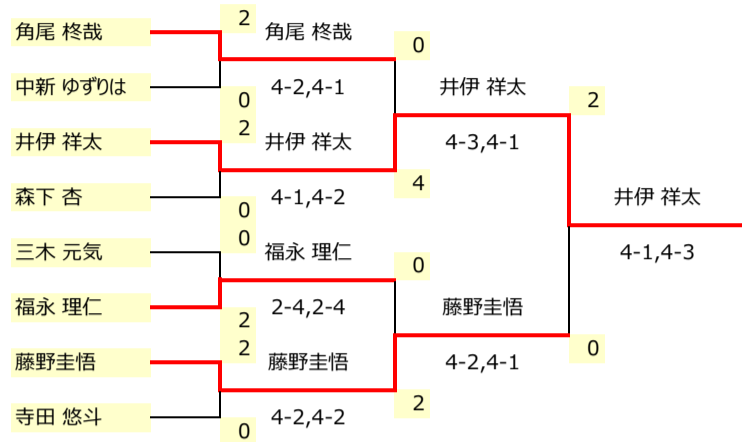 角尾 柊哉
2
角尾 柊哉
0
中新 ゆずりは
0
4-2,4-1
井伊 祥太
2
井伊 祥太
2
井伊 祥太
4-3,4-1
森下 杏
0
4-1,4-2
4
井伊 祥太
三木 元気
0
福永 理仁
0
4-1,4-3
福永 理仁
2
2-4,2-4
藤野圭悟
藤野圭悟
2
藤野圭悟
4-2,4-1
0
寺田 悠斗
0
4-2,4-2
2